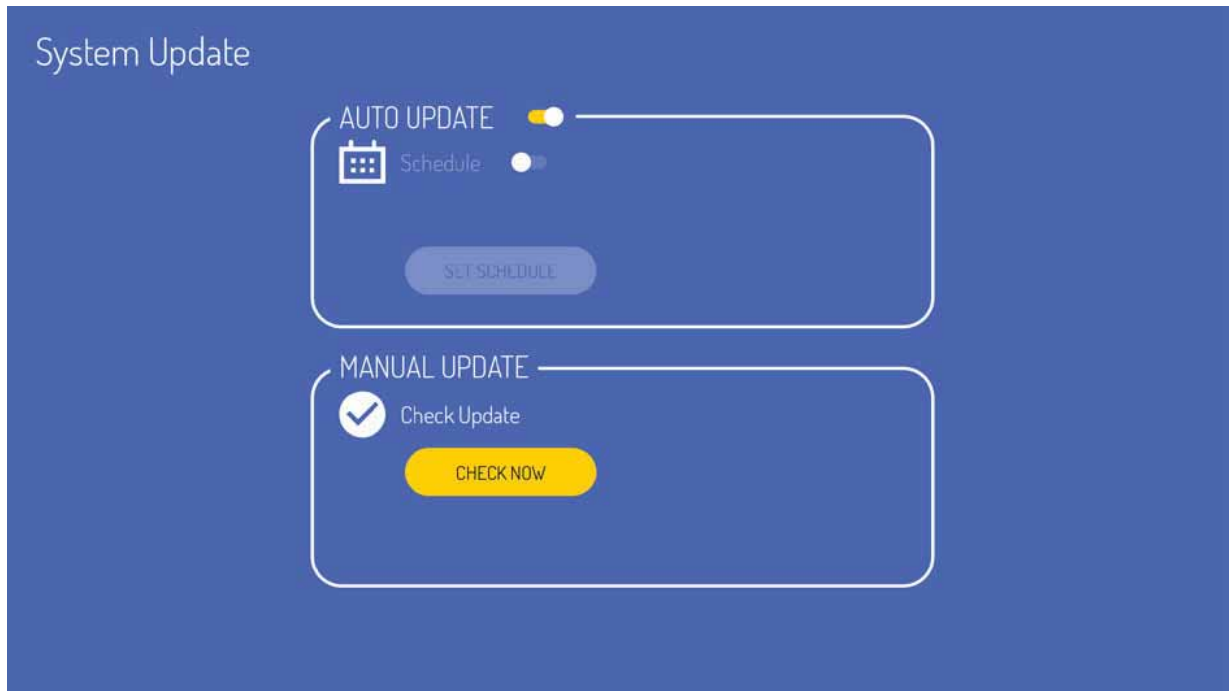 System Update
AUTO UPDATE
Schedule
SET SCHEDULE
MANUAL UPDATE
Check Update
CHECK NOW